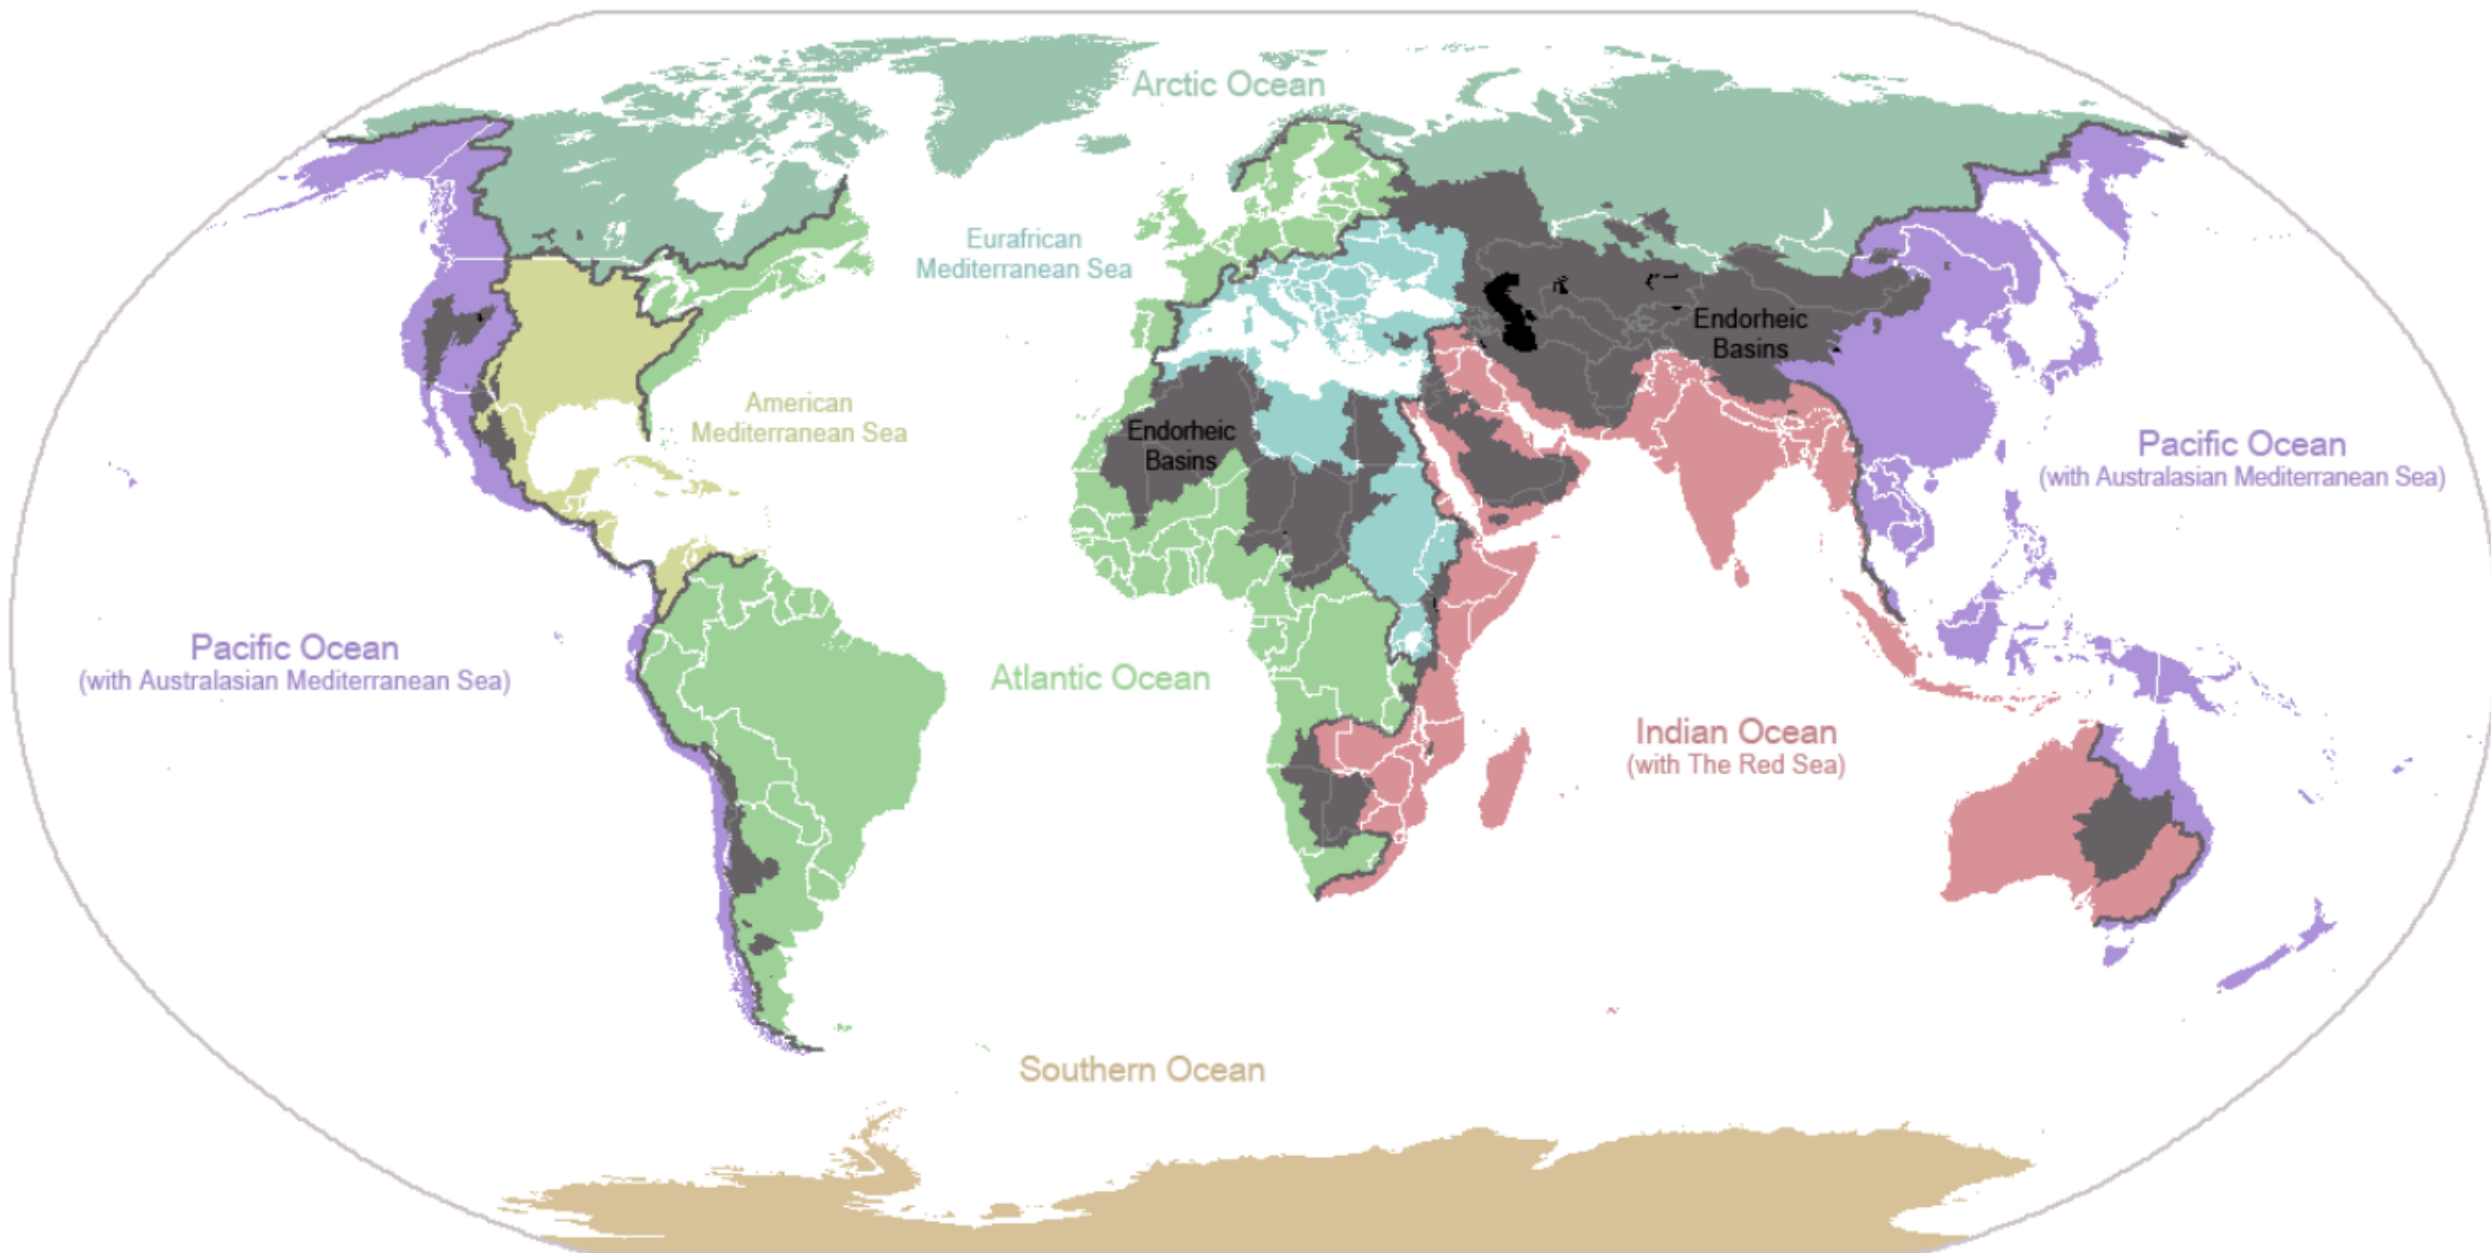 Arctic Ocean
Eurafrican
Mediterranean Sea
Endorheic
Basins
American
Mediterranean Sea
Endorheic
Basins
Pacific Ocean
(with Australasian Mediterranean Sea)
Pacific Ocean
(with Australasian Mediterranean Sea)
Atlantic Ocean
Indian Ocean
(with The Red Sea)
Southern Ocean